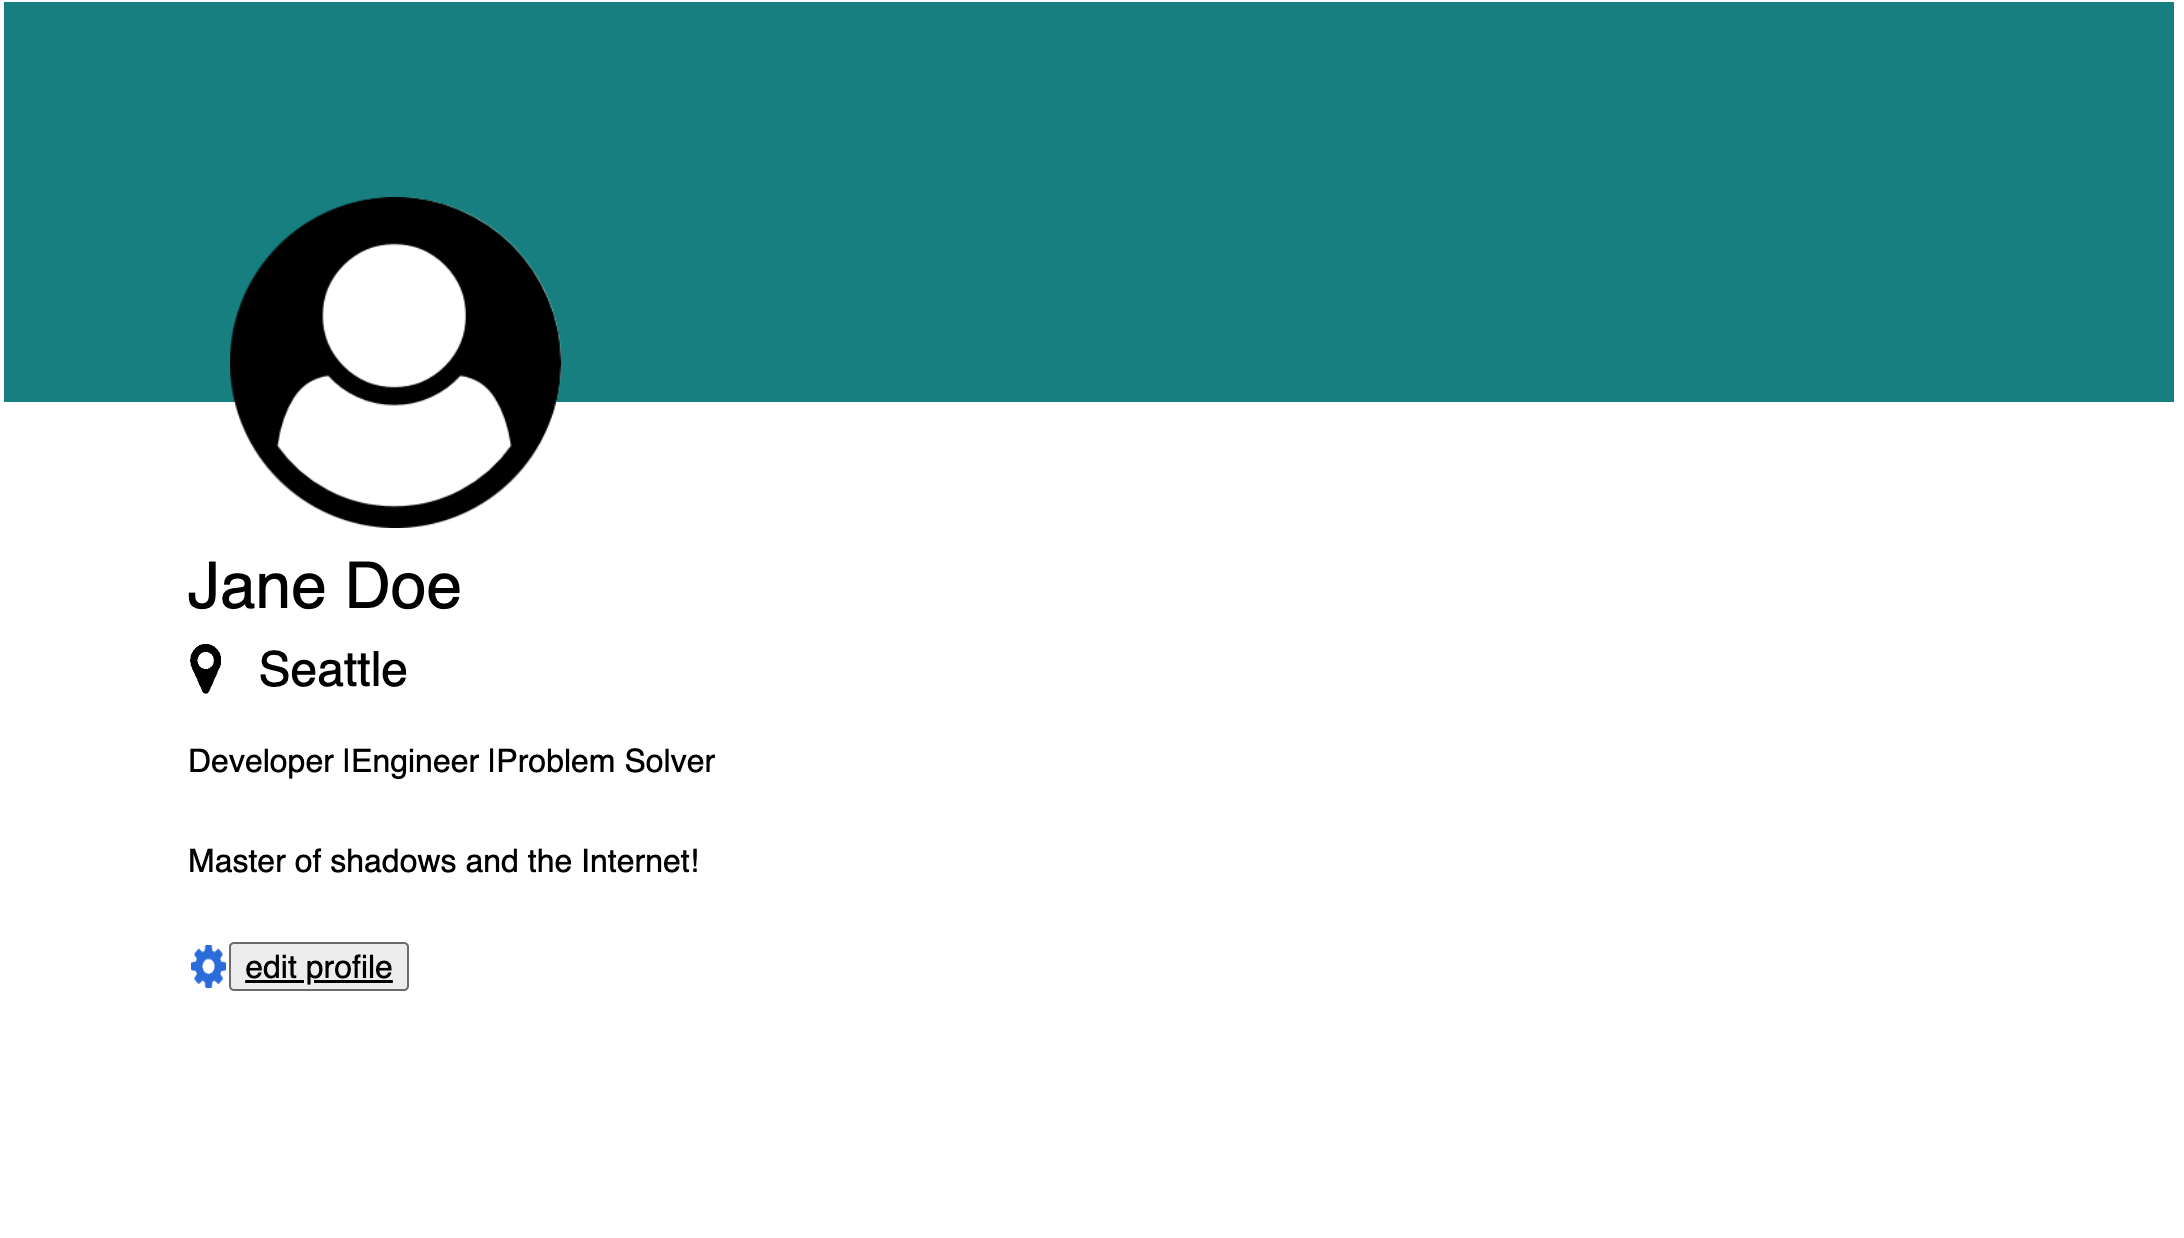 Jane Doe
Seattle
Developer |Engineer |Problem Solver
Master of shadows and the Internet!
edit profile